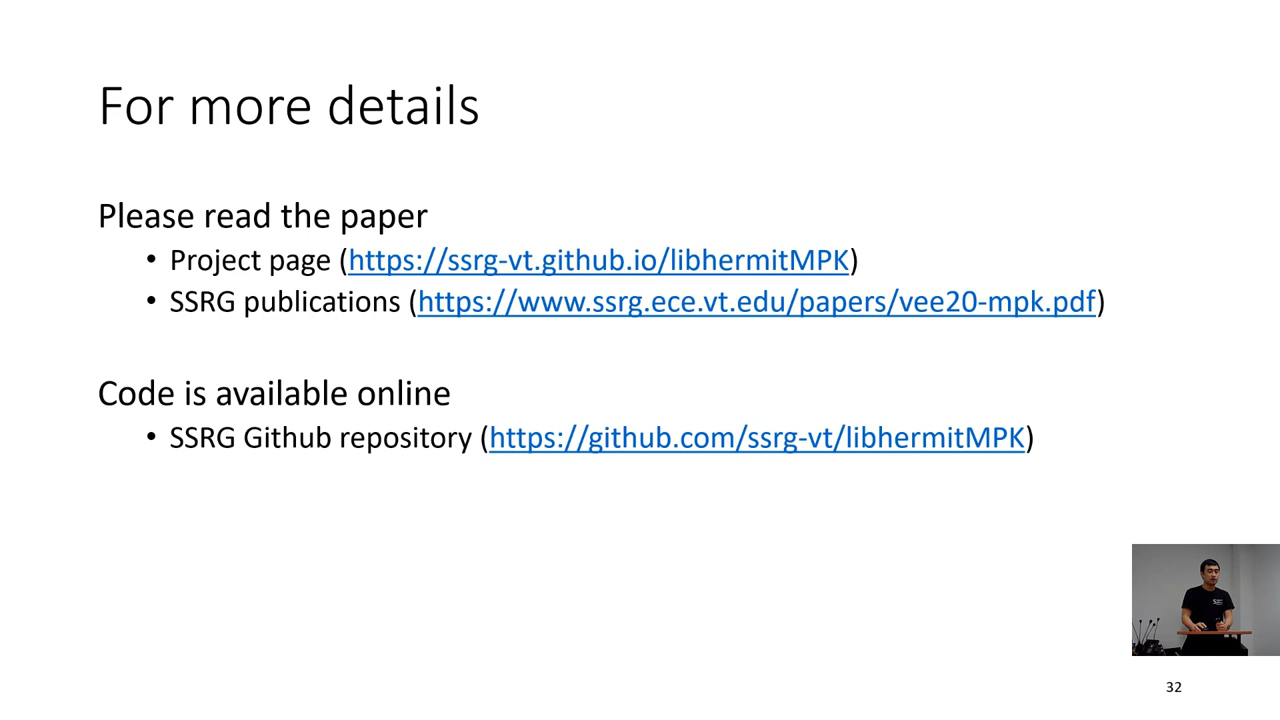 For more details
Please read the paper
• Project page (https://ssrg-vt.github.io/libhermitMPK)
• SSRG publications (https://www.ssrg.ece.vt.edu/papers/vee20-mpk.pdf)
Code is available online
• SSRG Github repository (https://github.com/ssrg-vt/libhermitMPK)
32